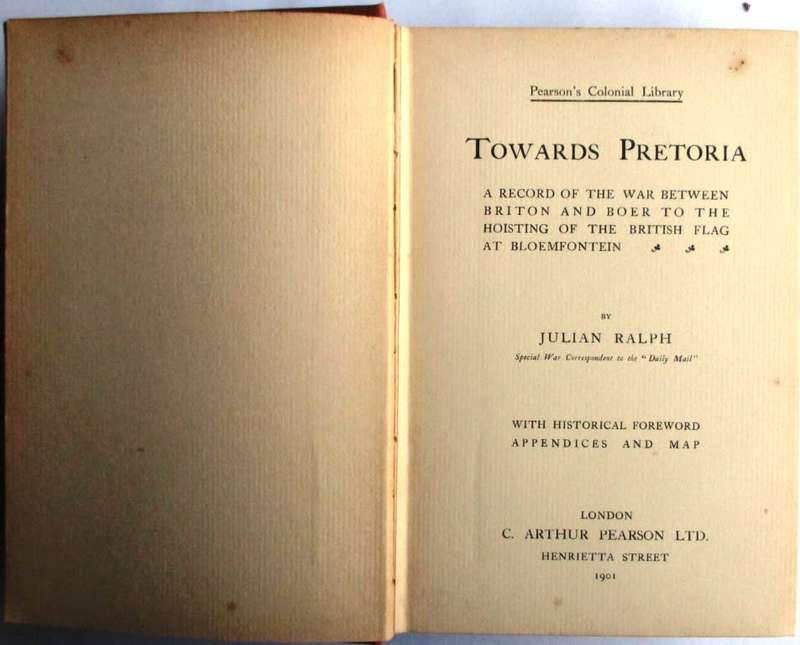 Pearson's Colonial Library
TOWARDS PRETORIA
A RECORD OF THE WAR BETWEEN
BRITON AND BOER TO THE
HOISTING OF THE BRITISH FLAG
AT BLOEMFONTEIN
BY
JULIAN RALPH
Special War Correspondent to the "Daily Mail"
WITH HISTORICAL FOREWORD
APPENDICES AND MAP
LONDON
C. ARTHUR PEARSON LTD.
HENRIETTA STREET
1901